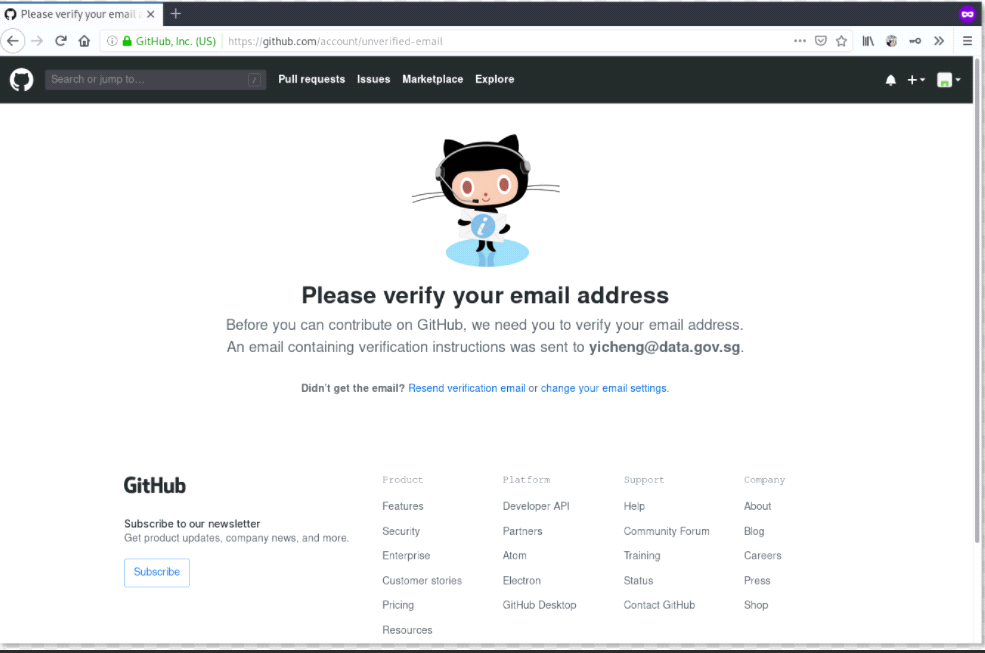 Please verify your email
GitHub, Inc. (US) https://github.com/account/unverified-email
Search or jump to… / Pull requests Issues Marketplace Explore
i
Please verify your email address
Before you can contribute on GitHub, we need you to verify your email address.
An email containing verification instructions was sent to yicheng@data.gov.sg.
Didn't get the email? Resend verification email or change your email settings.
GitHub
Subscribe to our newsletter
Get product updates, company news, and more.
Subscribe
Product
Features
Security
Enterprise
Customer stories
Pricing
Resources
Platform
Developer API
Partners
Atom
Electron
GitHub Desktop
Support
Help
Community Forum
Training
Status
Contact GitHub
Company
About
Blog
Careers
Press
Shop